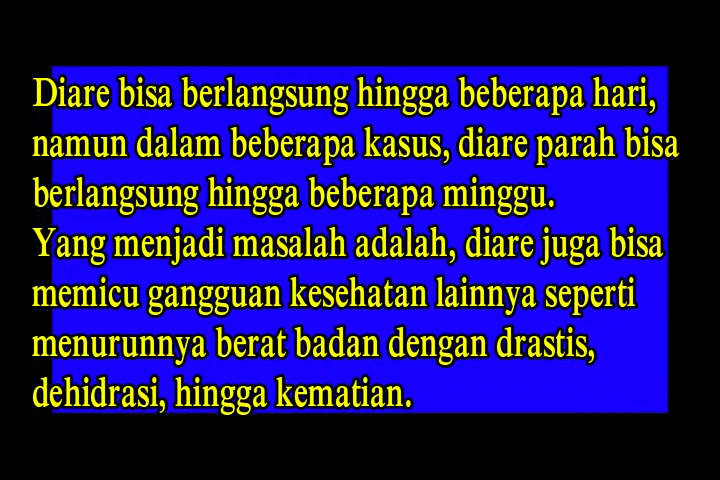 Diare bisa berlangsung hingga beberapa hari,
namun dalam beberapa kasus, diare parah bisa
berlangsung hingga beberapa minggu.
Yang menjadi masalah adalah, diare juga bisa
memicu gangguan kesehatan lainnya seperti
menurunnya berat badan dengan drastis,
dehidrasi, hingga kematian.